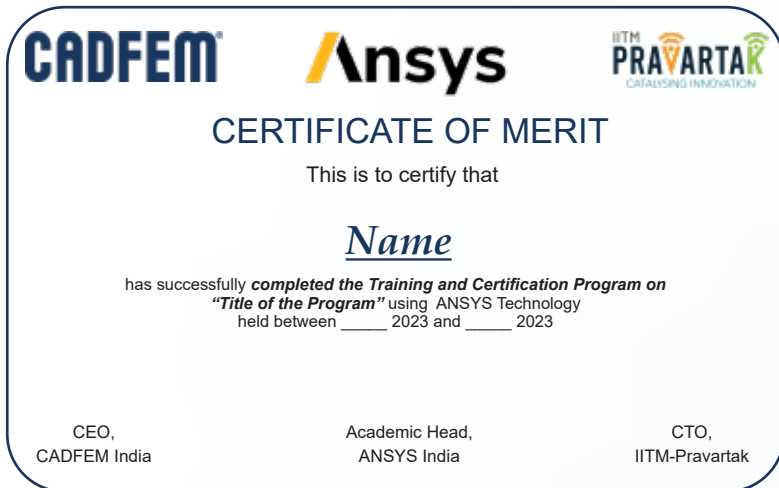 CADFEM®
Ansys
IITM
PRAVARTAK
CATALYSING INNOVATION
CERTIFICATE OF MERIT
This is to certify that
Name
has successfully completed the Training and Certification Program on
“Title of the Program” using ANSYS Technology
held between _____ 2023 and _____ 2023
CEO,
CADFEM India
Academic Head,
ANSYS India
CTO,
IITM-Pravartak